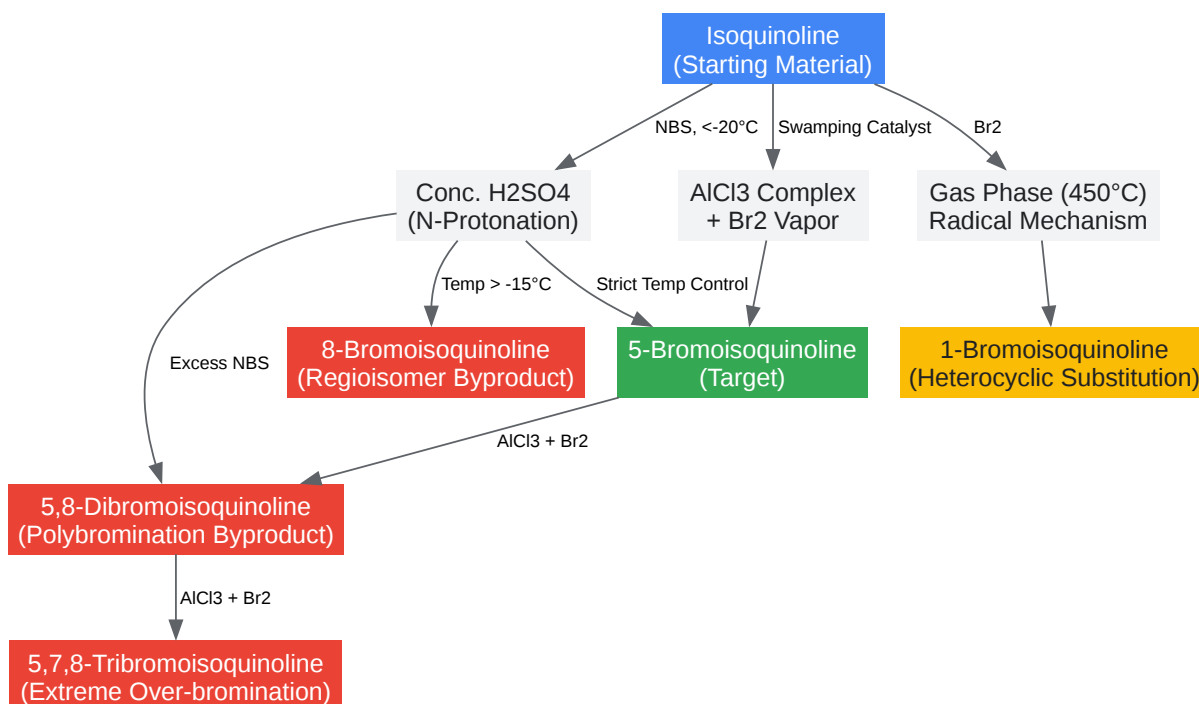 Isoquinoline
(Starting Material)
NBS, <-20°C
Swamping Catalyst
Br2
Conc. H2SO4
(N-Protonation)
AlCl3 Complex
+ Br2 Vapor
Gas Phase (450°C)
Radical Mechanism
Temp > -15°C
Strict Temp Control
Excess NBS
8-Bromoisoquinoline
(Regioisomer Byproduct)
5-Bromoisoquinoline
(Target)
1-Bromoisoquinoline
(Heterocyclic Substitution)
AlCl3 + Br2
5,8-Dibromoisoquinoline
(Polybromination Byproduct)
AlCl3 + Br2
5,7,8-Tribromoisoquinoline
(Extreme Over-bromination)